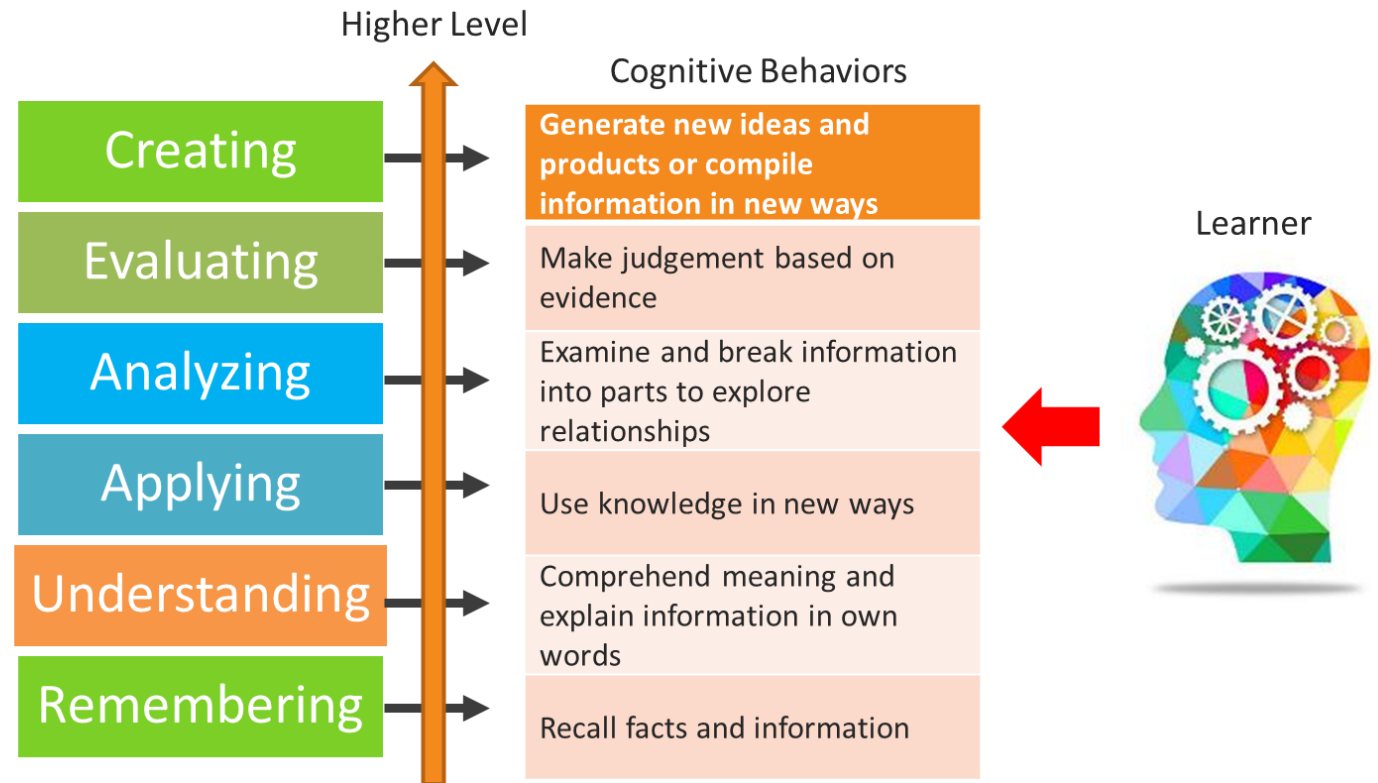 Higher Level
Cognitive Behaviors
Creating
Generate new ideas and
products or compile
information in new ways
Evaluating
Make judgement based on
evidence
Analyzing
Examine and break information
into parts to explore
relationships
Applying
Use knowledge in new ways
Understanding
Comprehend meaning and
explain information in own
words
Remembering
Recall facts and information
Learner